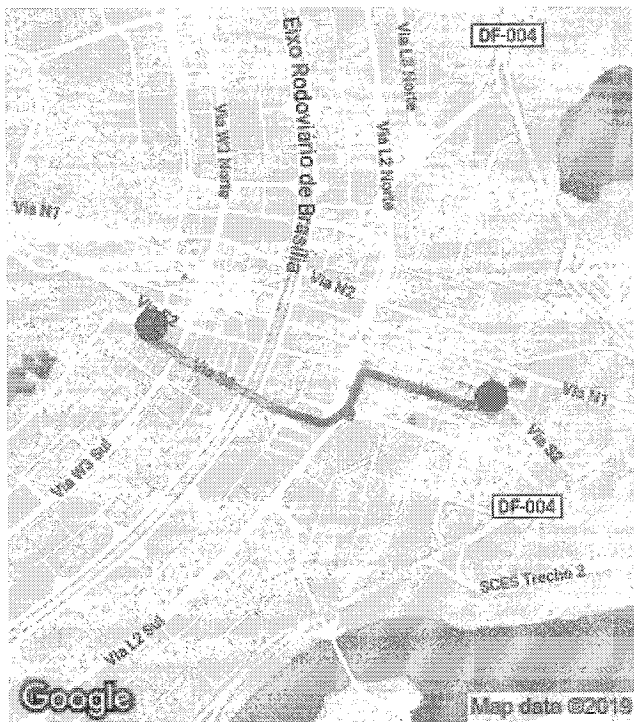 DF-004
Via L3 Norte
Eixo Rodoviário de Brasília
Via W3 Norte
Via L2 Norte
Via N1
Via N2
Via S2
Via N1
Via S2
Via W3 Sul
DF-004
SCES Trecho 2
Via L2 Sul
Google
Map data ©2019